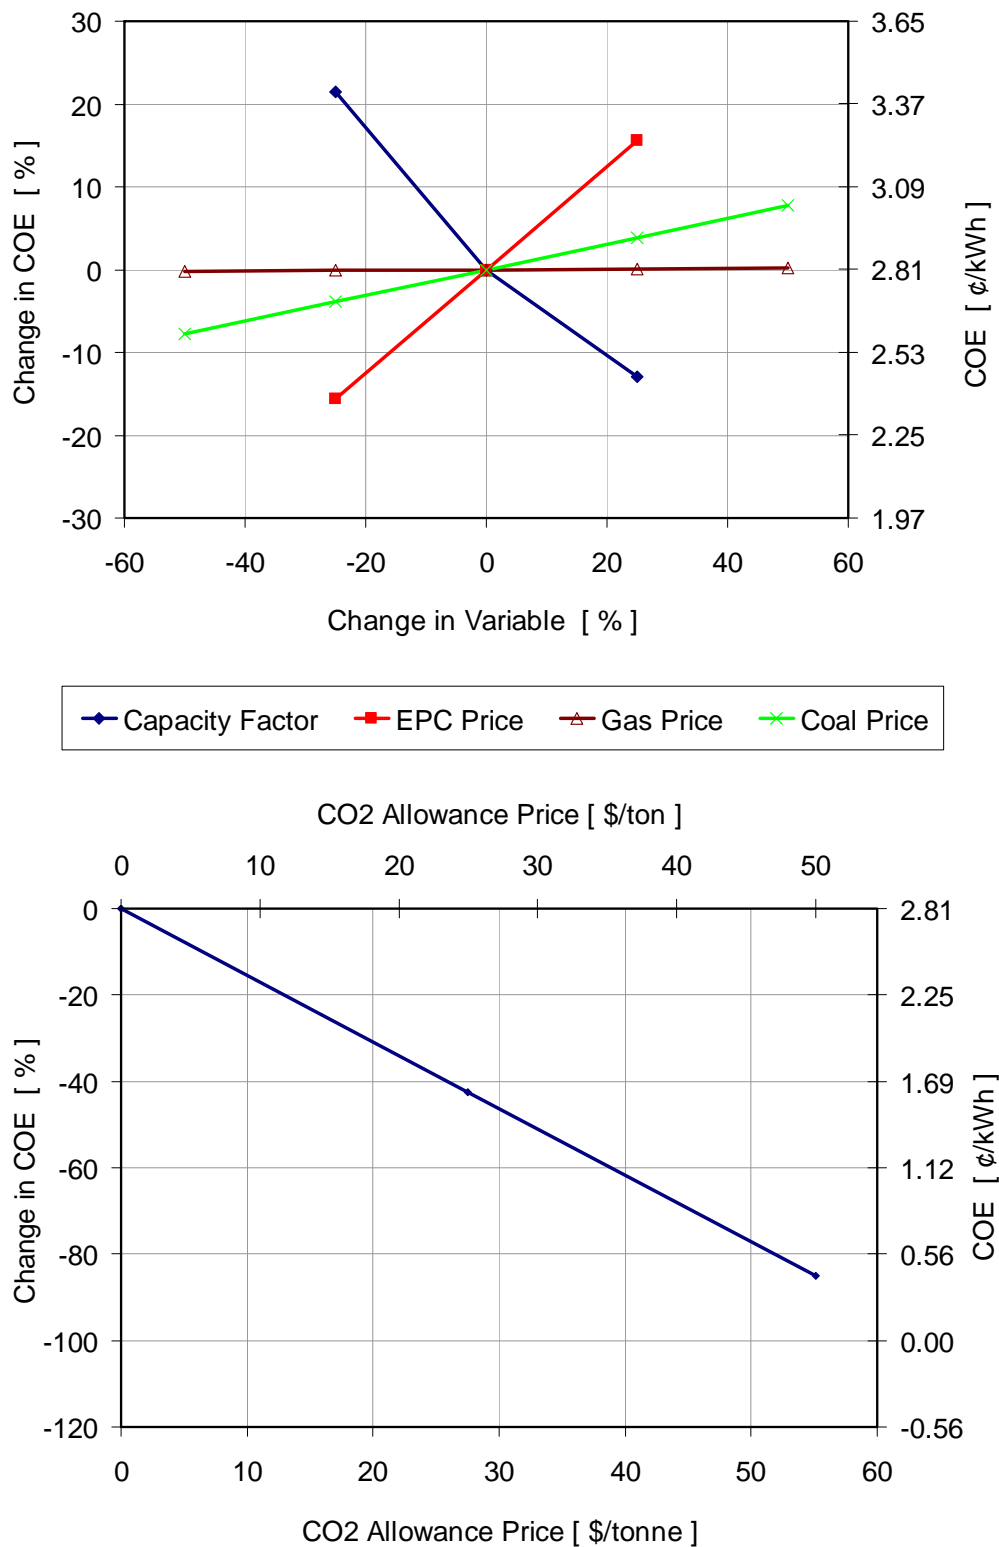 30 3.65
20 3.37
10 3.09
0 2.81
-10 2.53
-20 2.25
-30 1.97
Change in COE [ % ]
COE [ ¢/kWh ]
-60 -40 -20 0 20 40 60
Change in Variable [ % ]
Capacity Factor EPC Price Gas Price Coal Price
CO2 Allowance Price [ $/ton ]
0 10 20 30 40 50
0 2.81
-20 2.25
-40 1.69
-60 1.12
-80 0.56
-100 0.00
-120 -0.56
Change in COE [ % ]
COE [ ¢/kWh ]
0 10 20 30 40 50 60
CO2 Allowance Price [ $/tonne ]